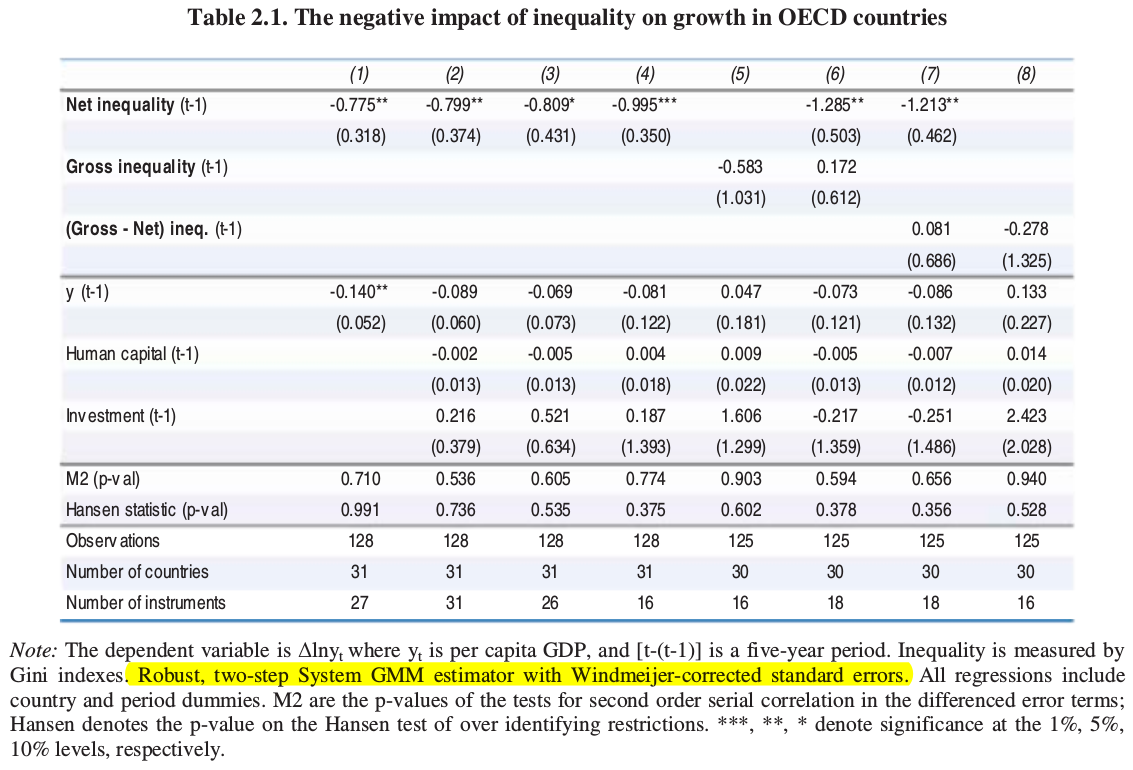 Table 2.1. The negative impact of inequality on growth in OECD countries
(1) (2) (3) (4) (5) (6) (7) (8)
Net inequality (t-1) -0.775** -0.799** -0.809* -0.995*** -1.285** -1.213**
(0.318) (0.374) (0.431) (0.350) (0.503) (0.462)
Gross inequality (t-1) -0.583 0.172
(1.031) (0.612)
(Gross - Net) ineq. (t-1) 0.081 -0.278
(0.686) (1.325)
y (t-1) -0.140** -0.089 -0.069 -0.081 0.047 -0.073 -0.086 0.133
(0.052) (0.060) (0.073) (0.122) (0.181) (0.121) (0.132) (0.227)
Human capital (t-1) -0.002 -0.005 0.004 0.009 -0.005 -0.007 0.014
(0.013) (0.013) (0.018) (0.022) (0.013) (0.012) (0.020)
Investment (t-1) 0.216 0.521 0.187 1.606 -0.217 -0.251 2.423
(0.379) (0.634) (1.393) (1.299) (1.359) (1.486) (2.028)
M2 (p-val) 0.710 0.536 0.605 0.774 0.903 0.594 0.656 0.940
Hansen statistic (p-val) 0.991 0.736 0.535 0.375 0.602 0.378 0.356 0.528
Observations 128 128 128 128 125 125 125 125
Number of countries 31 31 31 31 30 30 30 30
Number of instruments 27 31 26 16 16 18 18 16
Note: The dependent variable is Δlnyt where yt is per capita GDP, and [t-(t-1)] is a five-year period. Inequality is measured by
Gini indexes. Robust, two-step System GMM estimator with Windmeijer-corrected standard errors. All regressions include
country and period dummies. M2 are the p-values of the tests for second order serial correlation in the differenced error terms;
Hansen denotes the p-value on the Hansen test of over identifying restrictions. ***, **, * denote significance at the 1%, 5%,
10% levels, respectively.